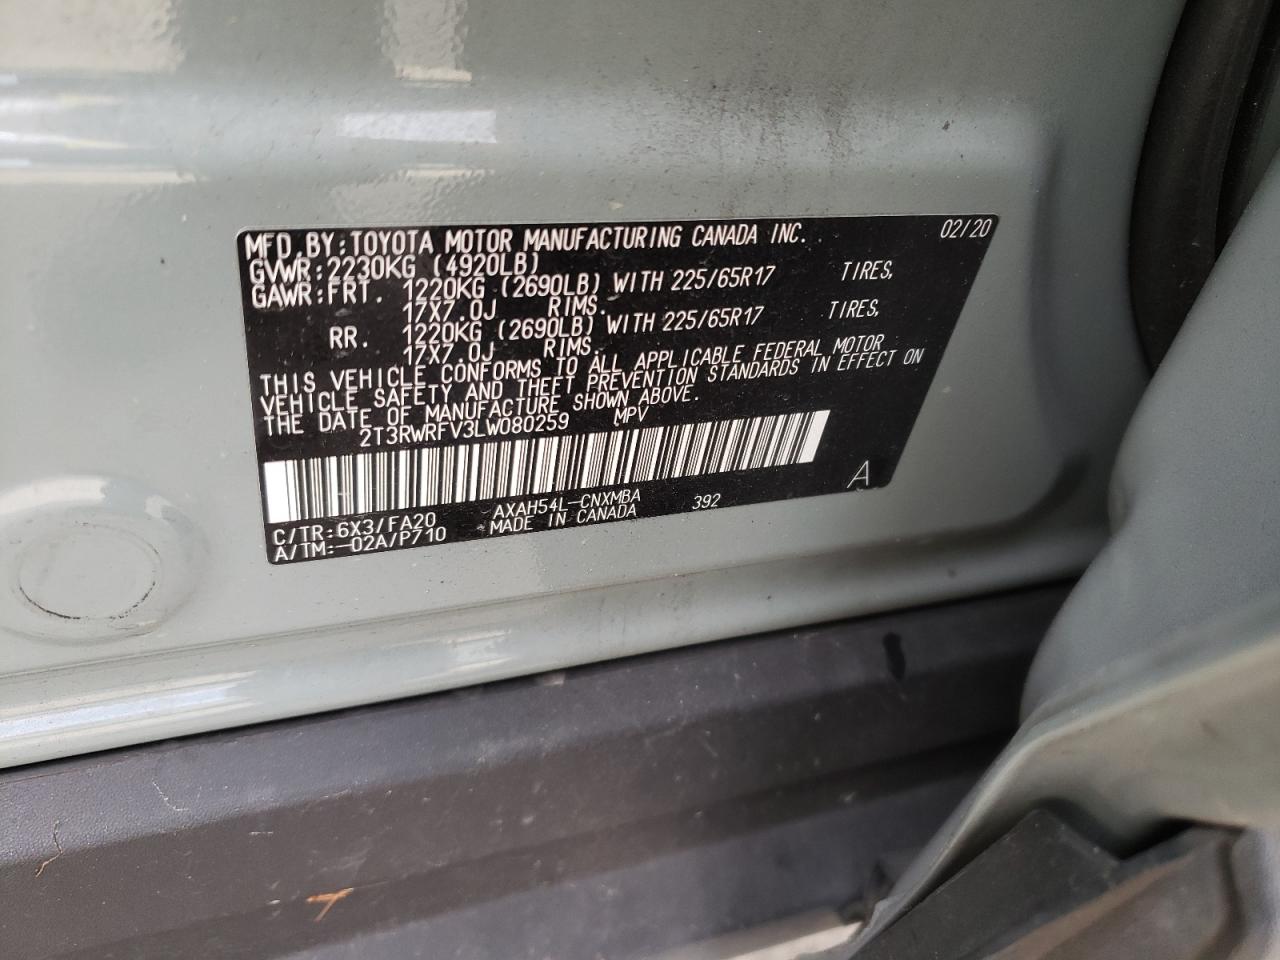 MFD.BY:TOYOTA MOTOR MANUFACTURING CANADA INC. 02/20
GVWR:2230KG (4920LB)
GAWR:FRT. 1220KG (2690LB) WITH 225/65R17 TIRES,
17X7.0J RIMS.
RR. 1220KG (2690LB) WITH 225/65R17 TIRES,
17X7.0J RIMS.
THIS VEHICLE CONFORMS TO ALL APPLICABLE FEDERAL MOTOR
VEHICLE SAFETY AND THEFT PREVENTION STANDARDS IN EFFECT ON
THE DATE OF MANUFACTURE SHOWN ABOVE.
2T3RWRFV3LW080259 MPV
A
C/TR:6X3/FA20 AXAH54L-CNXMBA 392
A/TM:-02A/P710 MADE IN CANADA